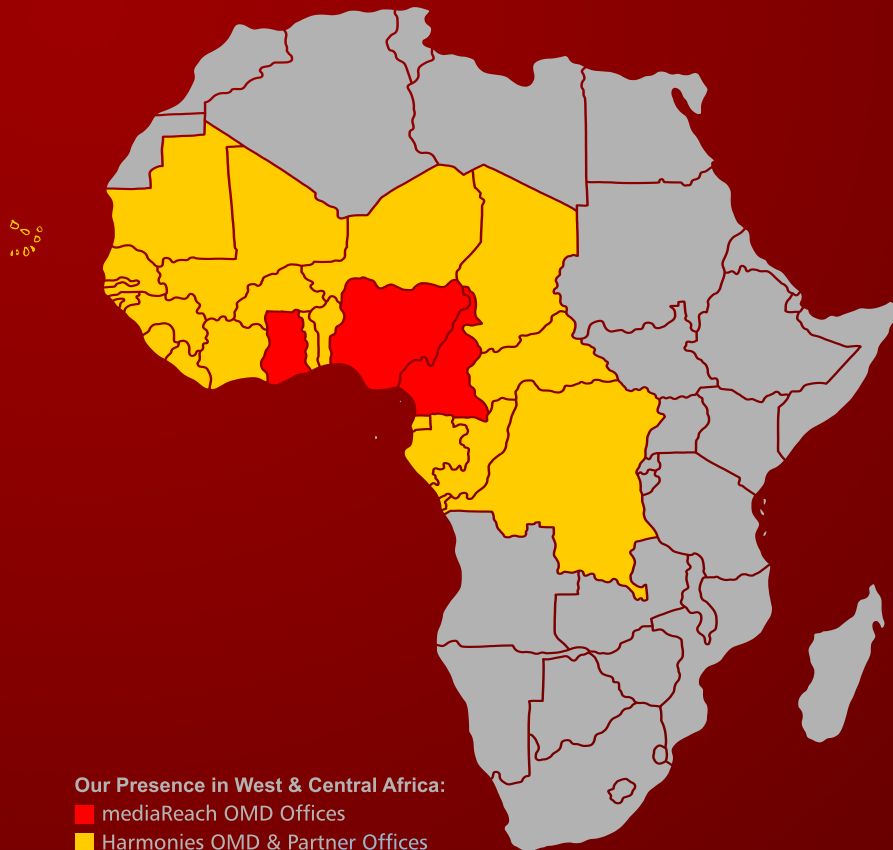 Our Presence in West & Central Africa:
mediaReach OMD Offices
Harmonies OMD & Partner Offices